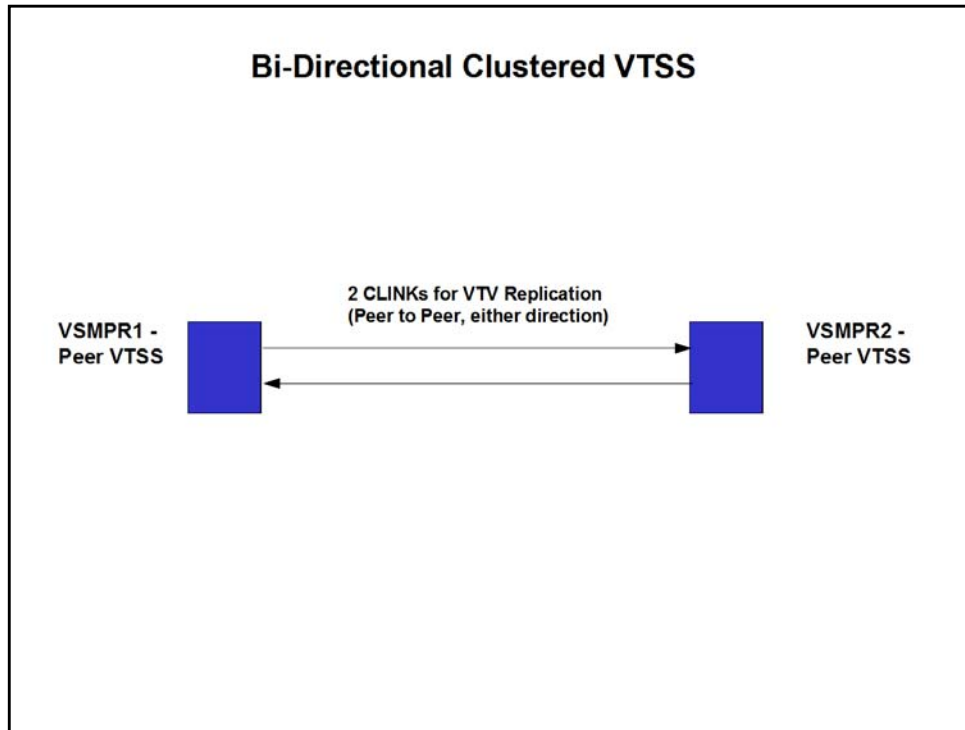 Bi-Directional Clustered VTSS
2 CLINKs for VTV Replication
(Peer to Peer, either direction)
VSMPR1 -
Peer VTSS
VSMPR2 -
Peer VTSS